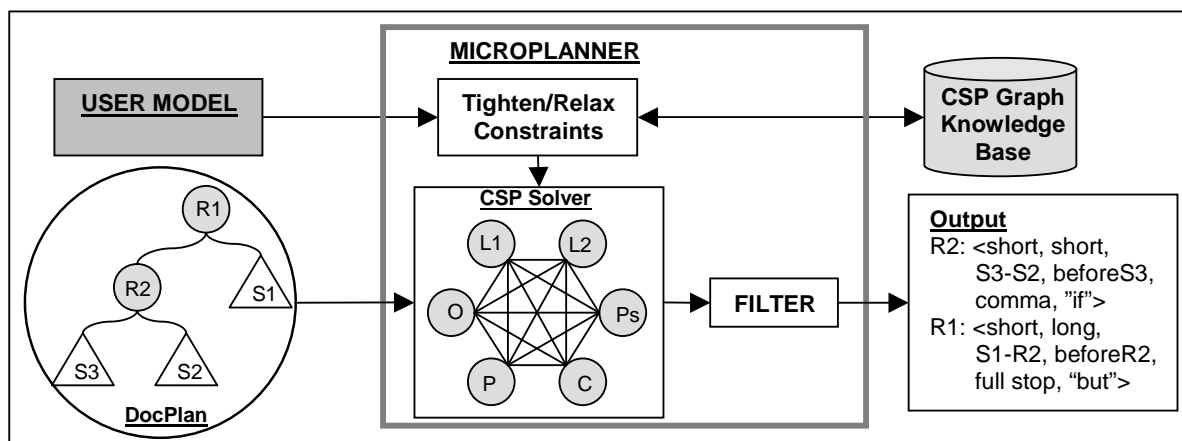 MICROPLANNER
USER MODEL
Tighten/Relax
Constraints
CSP Graph
Knowledge
Base
R1
R2
S1
S3
S2
DocPlan
CSP Solver
L1
L2
O
Ps
P
C
FILTER
Output
R2: <short, short,
S3-S2, beforeS3,
comma, ”if”>
R1: <short, long,
S1-R2, beforeR2,
full stop, “but”>